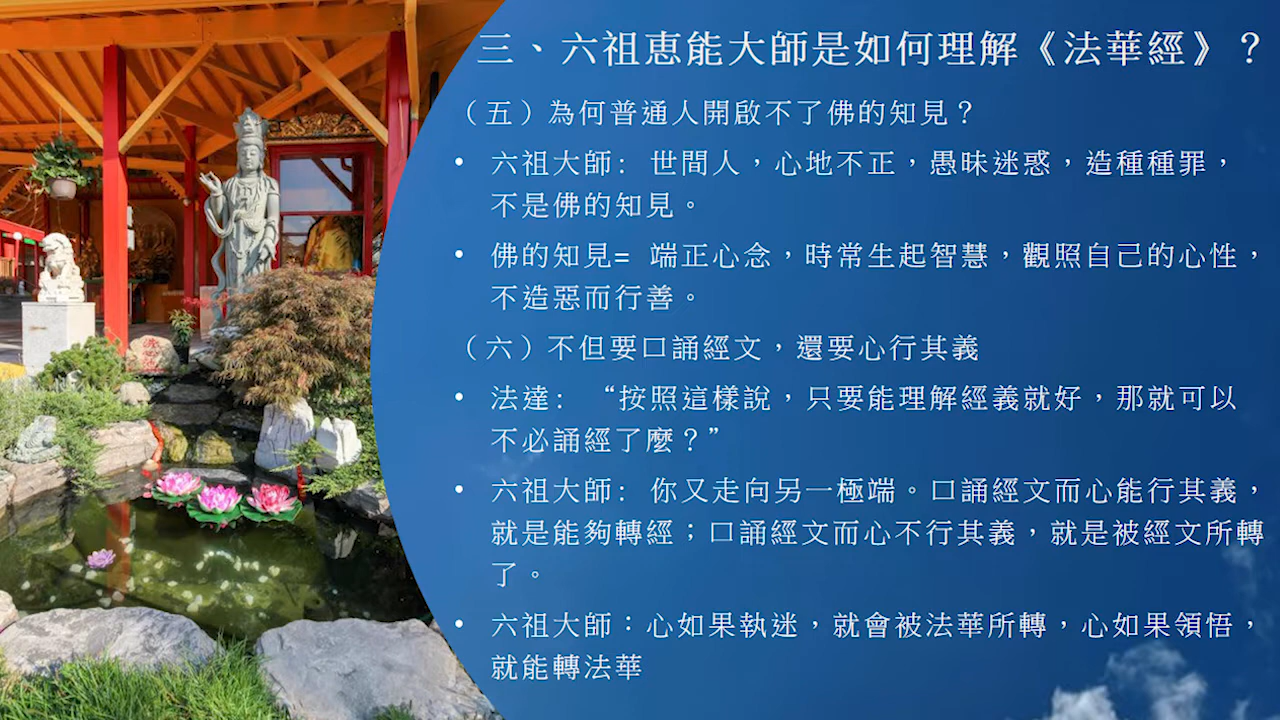 三、六祖恵能大師是如何理解《法華經》？
（五）為何普通人開啟不了佛的知見？
• 六祖大師: 世間人，心地不正，愚昧迷惑，造種種罪，
不是佛的知見。
• 佛的知見= 端正心念，時常生起智慧，觀照自己的心性，
不造惡而行善。
（六）不但要口誦經文，還要心行其義
• 法達: “按照這樣說，只要能理解經義就好，那就可以
不必誦經了麼？”
• 六祖大師: 你又走向另一極端。口誦經文而心能行其義，
就是能夠轉經；口誦經文而心不行其義，就是被經文所轉
了。
• 六祖大師：心如果執迷，就會被法華所轉，心如果領悟，
就能轉法華